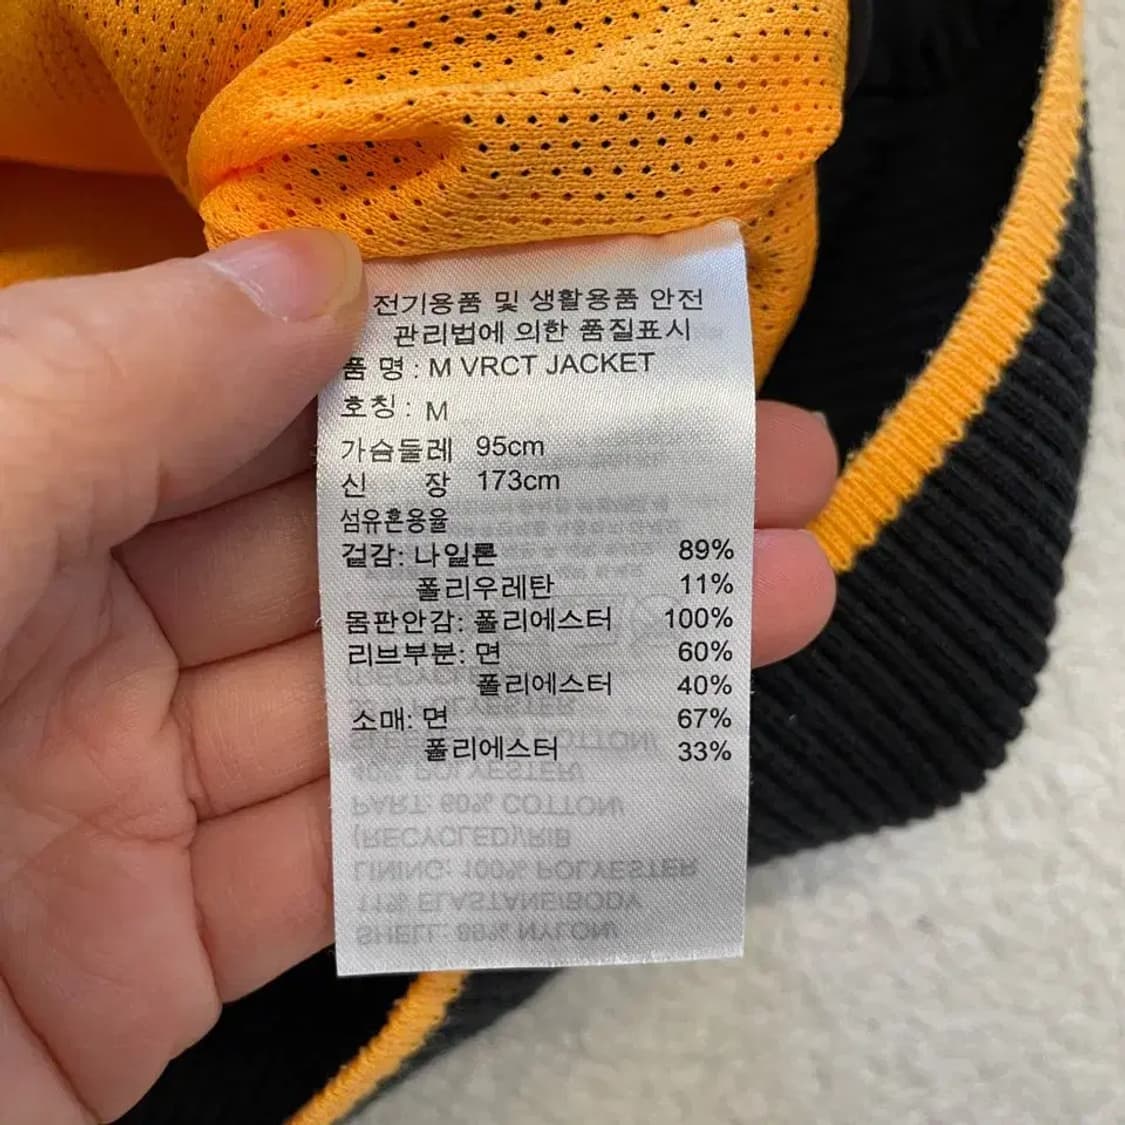 전기용품 및 생활용품 안전
관리법에 의한 품질표시
품 명 : M VRCT JACKET
호칭 : M
가슴둘레 95cm
신 장 173cm
섬유혼용율
겉감: 나일론 89%
폴리우레탄 11%
몸판안감: 폴리에스터 100%
리브부분: 면 60%
폴리에스터 40%
소매: 면 67%
폴리에스터 33%